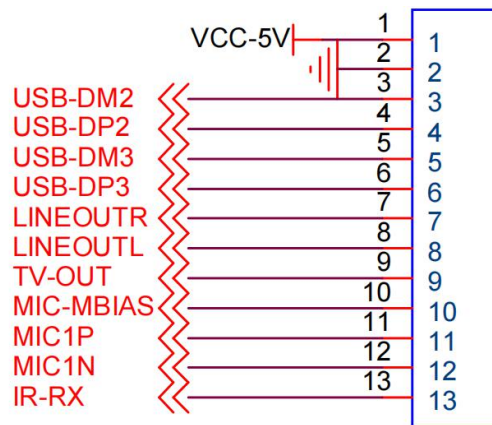 VCC-5V 1 1
2 2
USB-DM2 3 3
USB-DP2 4 4
USB-DM3 5 5
USB-DP3 6 6
LINEOUTR 7 7
LINEOUTL 8 8
TV-OUT 9 9
MIC-MBIAS 10 10
MIC1P 11 11
MIC1N 12 12
IR-RX 13 13